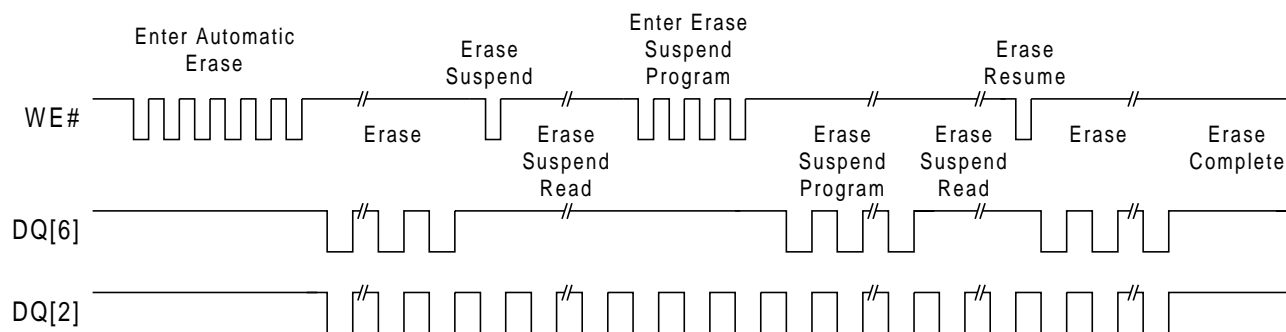 Enter Automatic
Erase
Erase
Suspend
Enter Erase
Suspend
Program
Erase
Resume
WE#
Erase
Erase
Suspend
Read
Erase
Suspend
Program
Erase
Suspend
Read
Erase
Erase
Complete
DQ[6]
DQ[2]